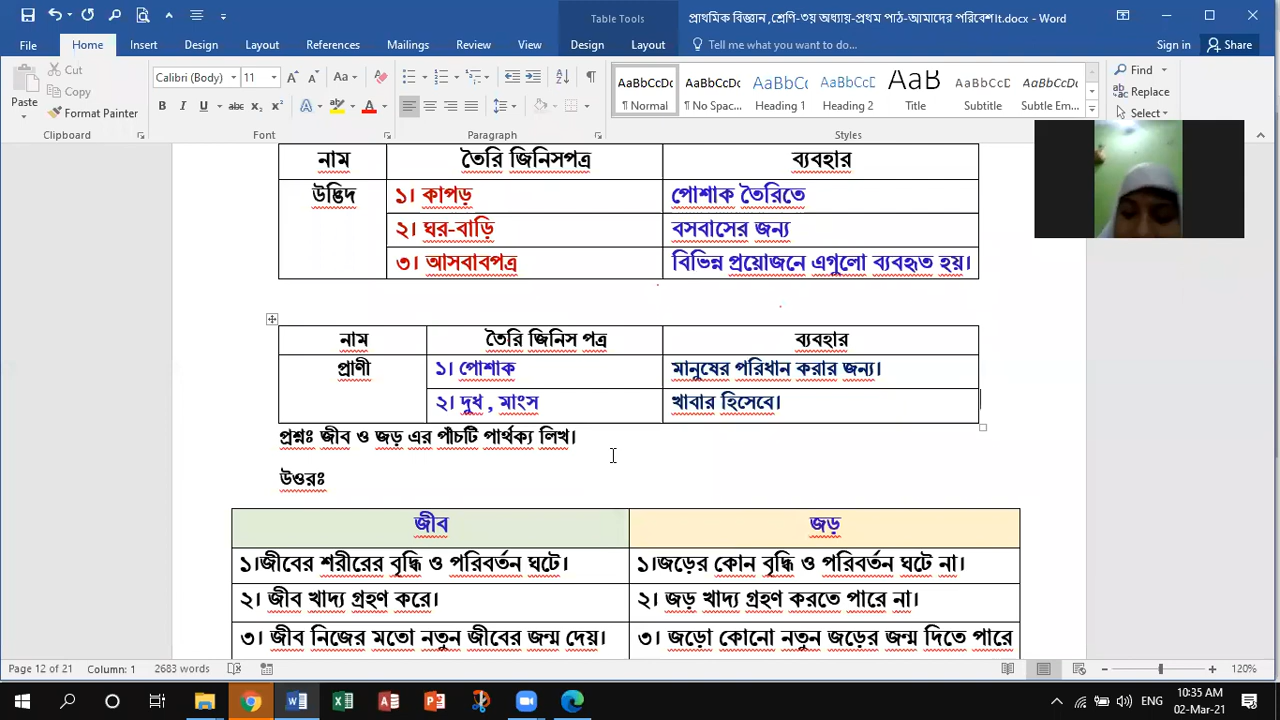 প্রাথমিক বিজ্ঞান ,শ্রেণি-৩য় অধ্যায়-প্রথম পাঠ-আমাদের পরিবেশlt.docx - Word
Table Tools
File Home Insert Design Layout References Mailings Review View Design Layout Tell me what you want to do... Sign in Share
Cut
Copy
Paste
Format Painter
Calibri (Body) 11
AaBbCcDc AaBbCcDc AaBbCc AaBbCcC AaB AaBbCcD AaBbCcDc
¶ Normal ¶ No Spac... Heading 1 Heading 2 Title Subtitle Subtle Em...
Find
Replace
Select
Clipboard Font Paragraph Styles
নাম তৈরি জিনিসপত্র ব্যবহার
উদ্ভিদ ১। কাপড় পোশাক তৈরিতে
২। ঘর-বাড়ি বসবাসের জন্য
৩। আসবাবপত্র বিভিন্ন প্রয়োজনে এগুলো ব্যবহৃত হয়।
নাম তৈরি জিনিস পত্র ব্যবহার
প্রাণী ১। পোশাক মানুষের পরিধান করার জন্য।
২। দুধ , মাংস খাবার হিসেবে।
প্রশ্নঃ জীব ও জড় এর পাঁচটি পার্থক্য লিখ।
উওরঃ
জীব জড়
১।জীবের শরীরের বৃদ্ধি ও পরিবর্তন ঘটে। ১।জড়ের কোন বৃদ্ধি ও পরিবর্তন ঘটে না।
২। জীব খাদ্য গ্রহণ করে। ২। জড় খাদ্য গ্রহণ করতে পারে না।
৩। জীব নিজের মতো নতুন জীবের জন্ম দেয়। ৩। জড়ো কোনো নতুন জড়ের জন্ম দিতে পারে
Page 12 of 21 Column: 1 2683 words 120%
ENG 10:35 AM
02-Mar-21